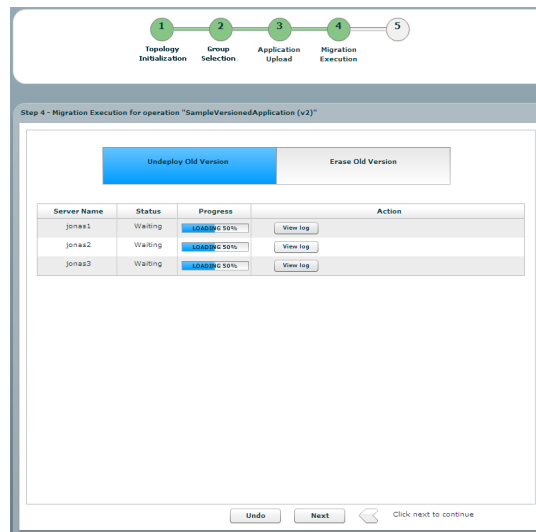 1 2 3 4 5
Topology Group Application Migration
Initialization Selection Upload Execution
Step 4 - Migration Execution for operation "SampleVersionedApplication (v2)"
Undeploy Old Version Erase Old Version
Server Name Status Progress Action
jonas1 Waiting LOADING 50% View log
jonas2 Waiting LOADING 50% View log
jonas3 Waiting LOADING 50% View log
Undo Next Click next to continue